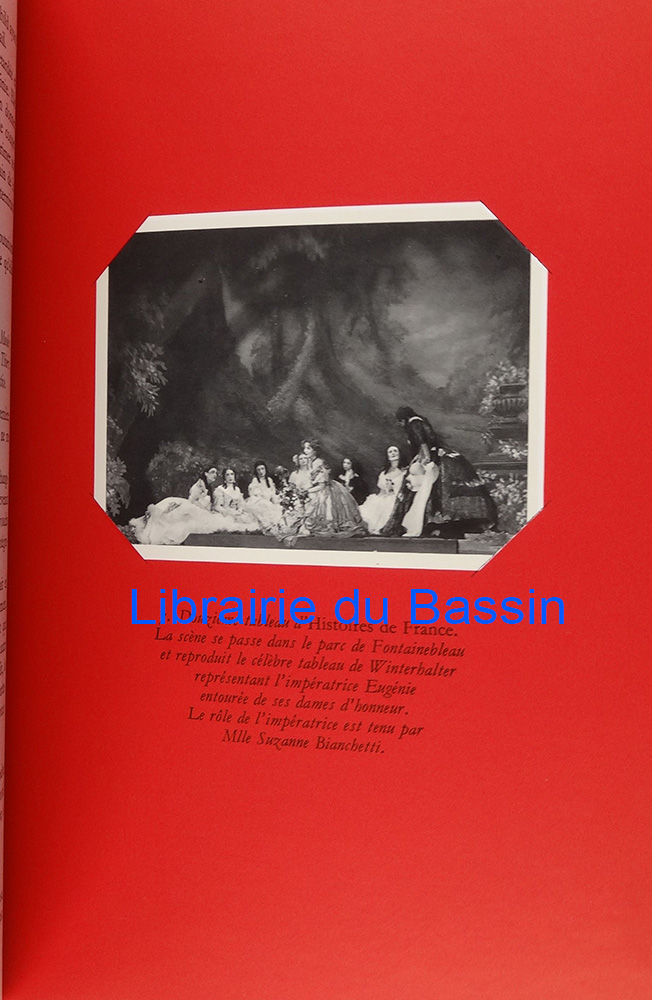 Librairie du Bassin
Douzième tableau d'Histoires de France.
La scène se passe dans le parc de Fontainebleau
et reproduit le célèbre tableau de Winterhalter
représentant l'impératrice Eugénie
entourée de ses dames d'honneur.
Le rôle de l'impératrice est tenu par
Mlle Suzanne Bianchetti.